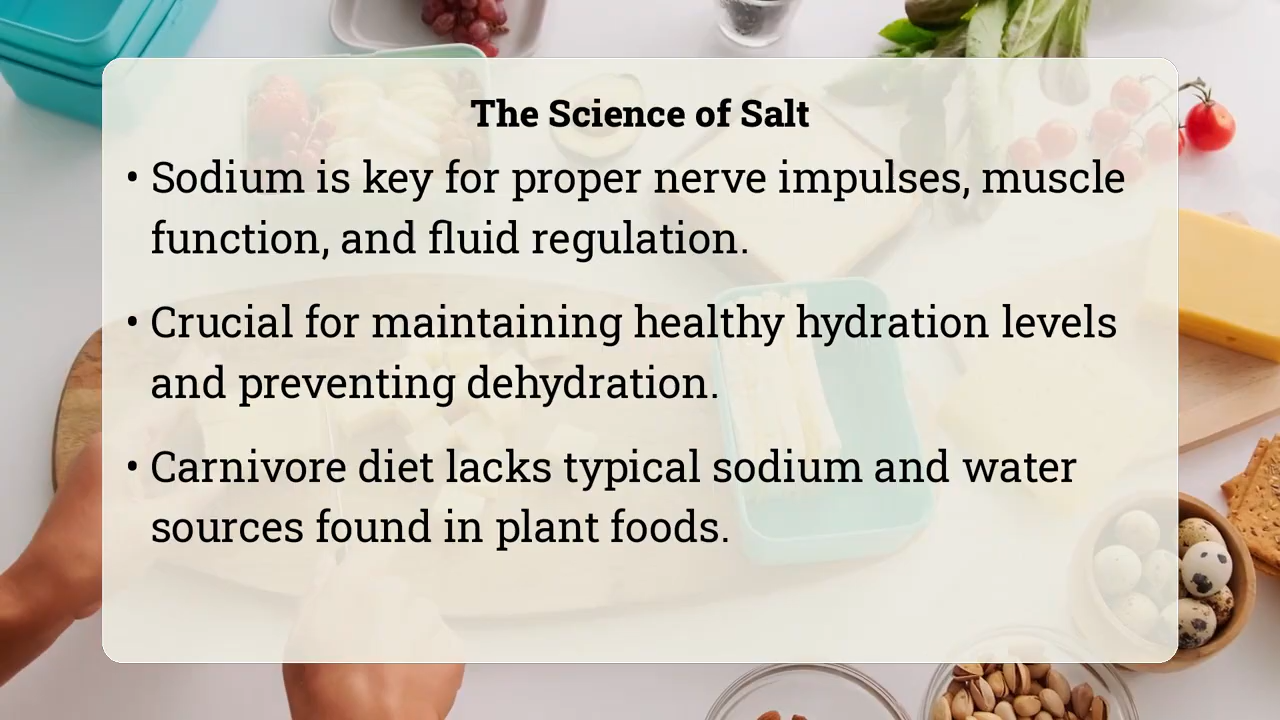 The Science of Salt
• Sodium is key for proper nerve impulses, muscle
function, and fluid regulation.
• Crucial for maintaining healthy hydration levels
and preventing dehydration.
• Carnivore diet lacks typical sodium and water
sources found in plant foods.